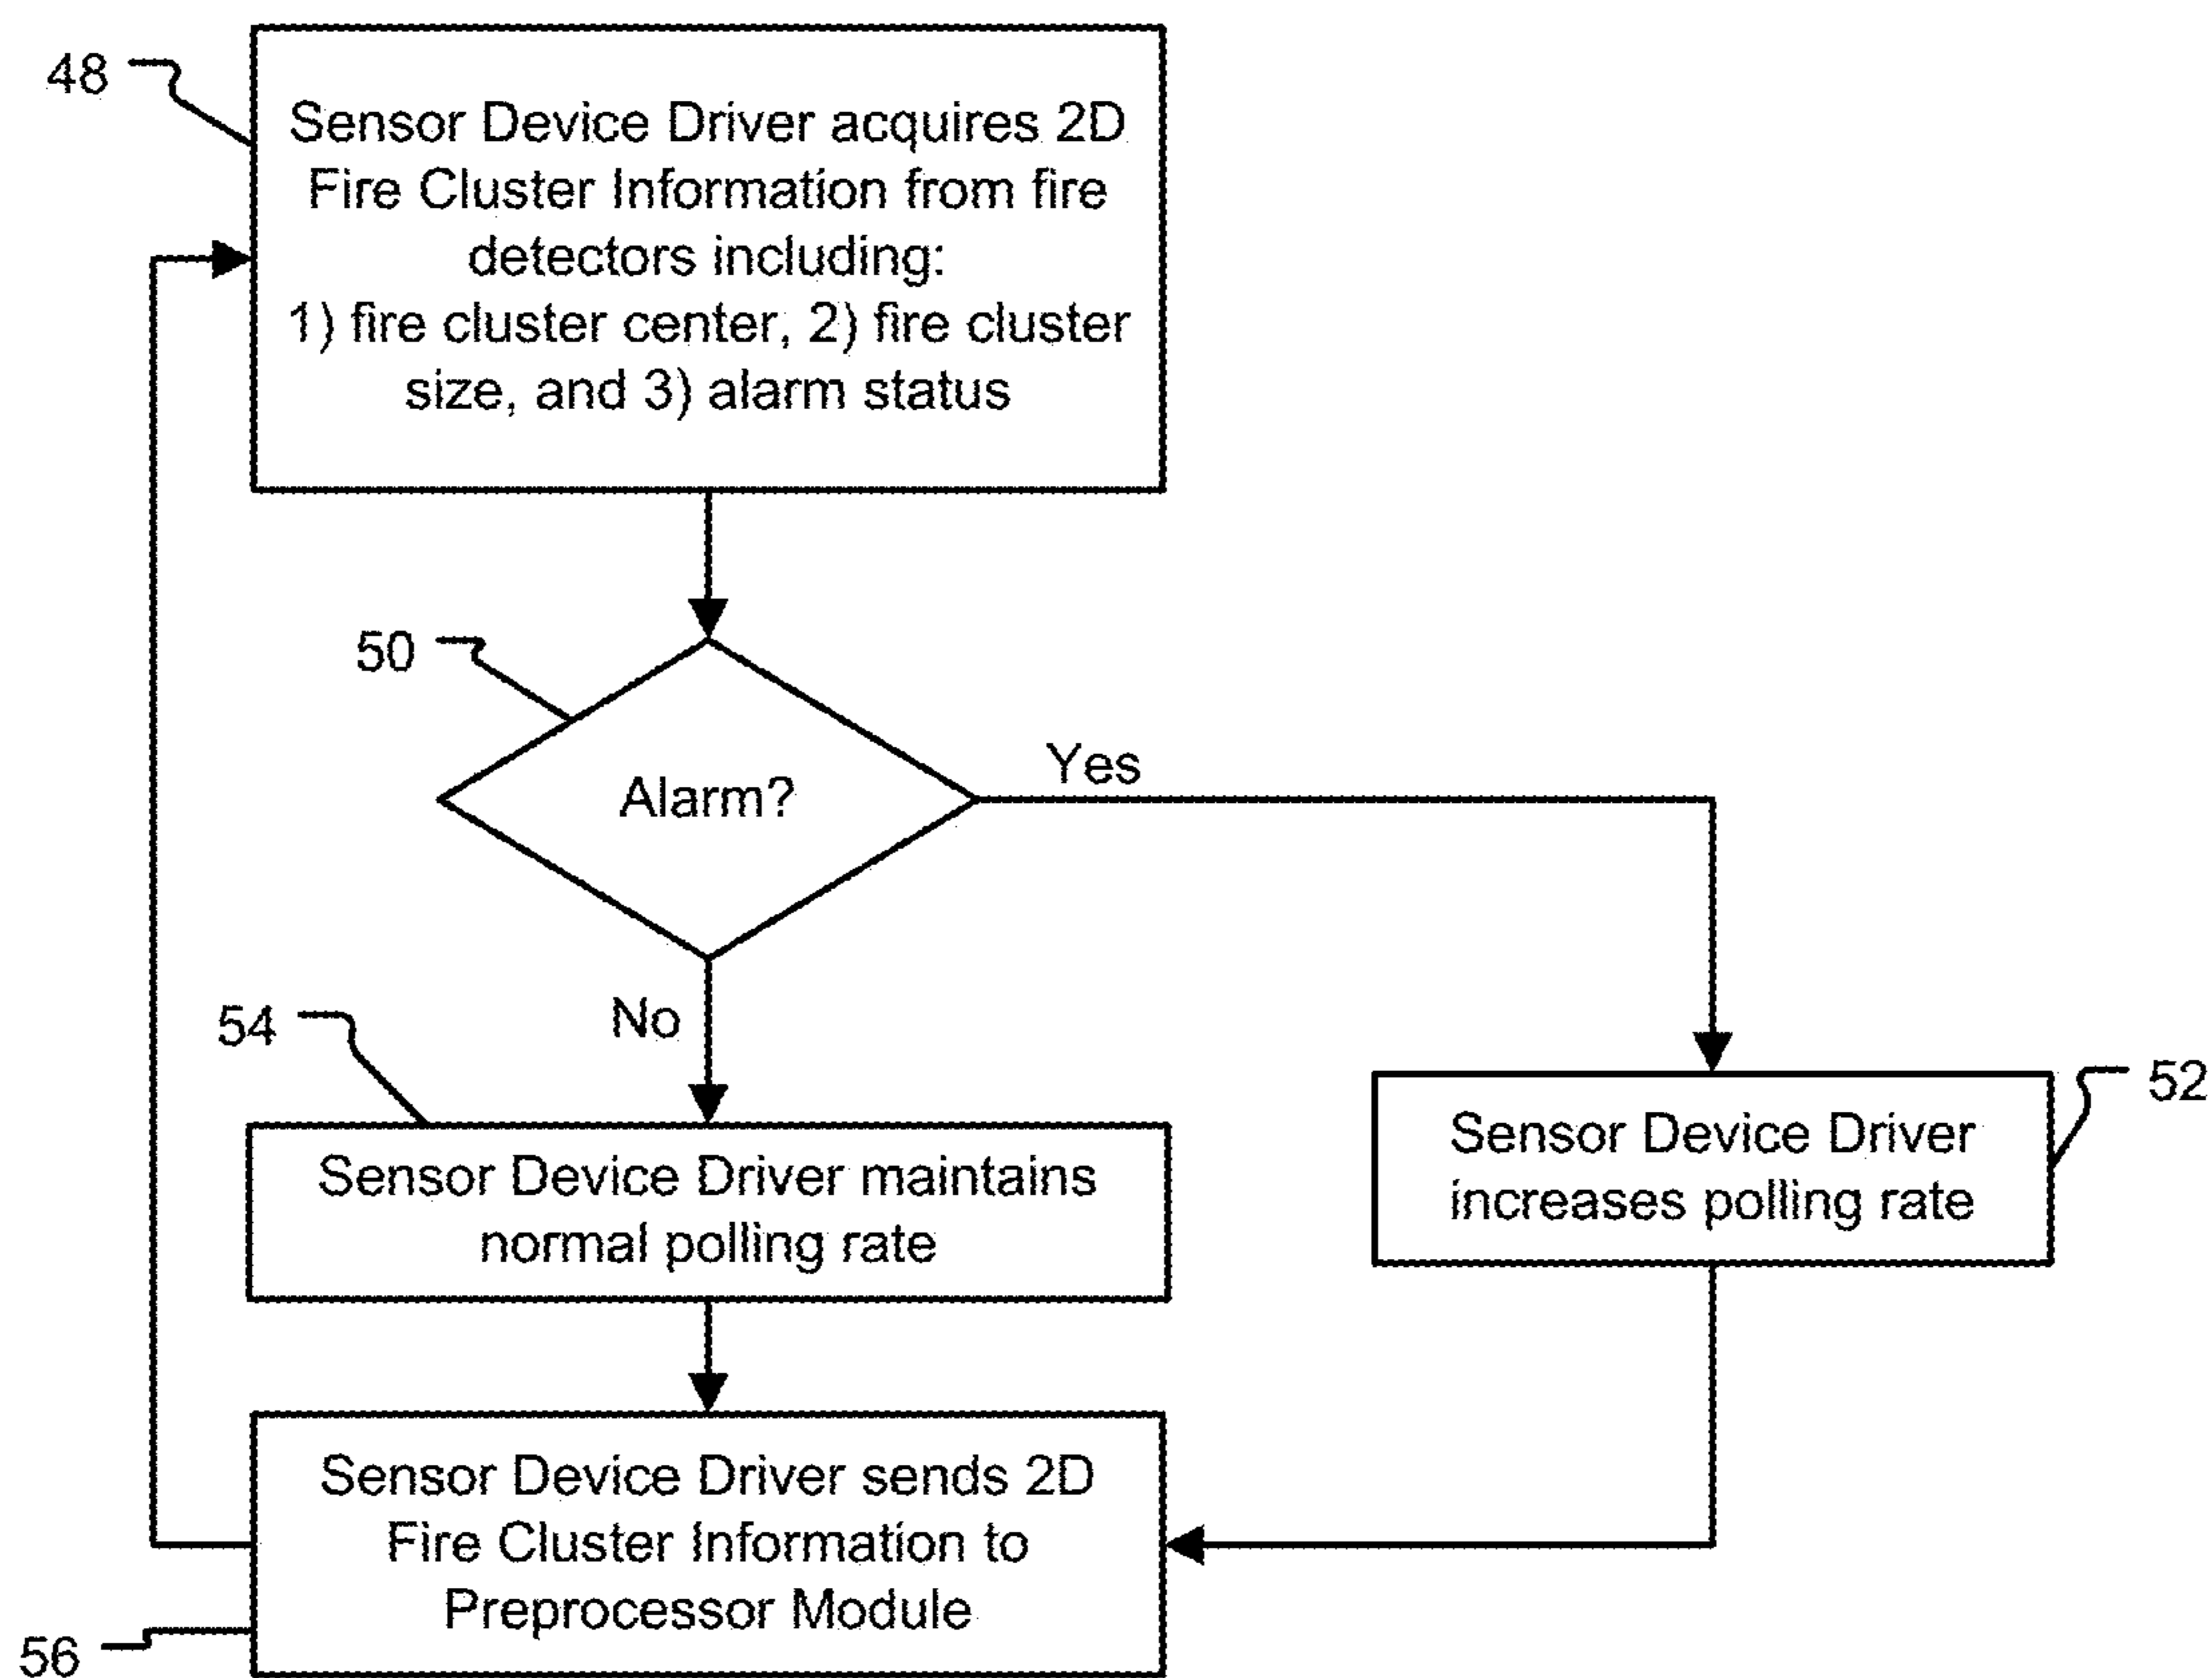 48
Sensor Device Driver acquires 2D
Fire Cluster Information from fire
detectors including:
1) fire cluster center, 2) fire cluster
size, and 3) alarm status
50
Alarm?
Yes
No
54
Sensor Device Driver maintains
normal polling rate
52
Sensor Device Driver
increases polling rate
Sensor Device Driver sends 2D
Fire Cluster Information to
Preprocessor Module
56